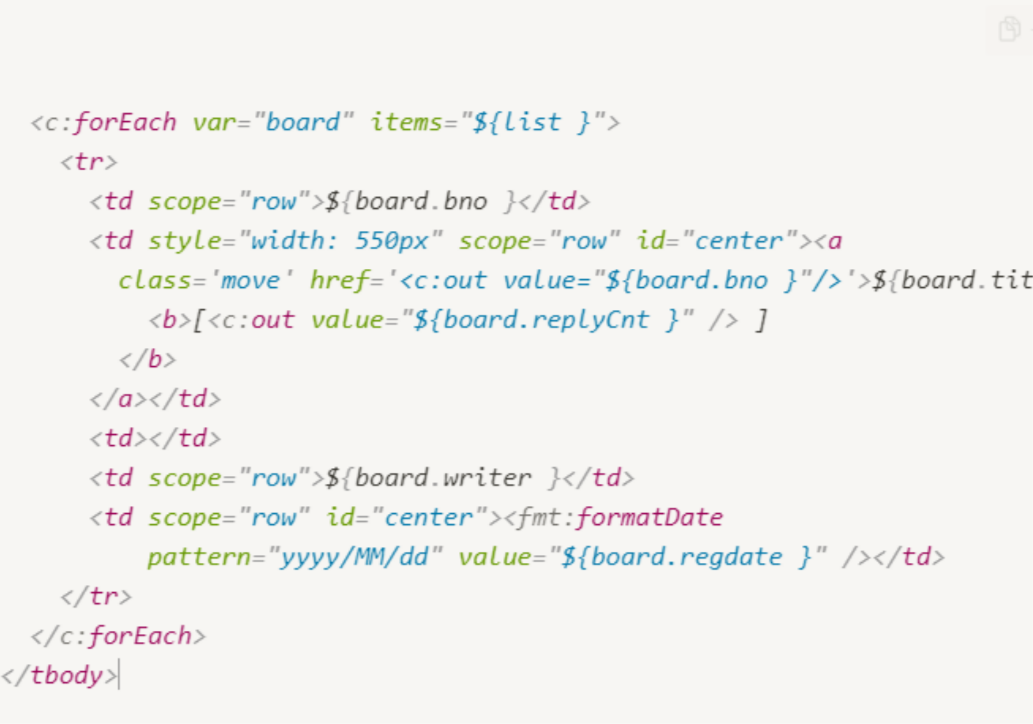 <c:forEach var="board" items="${list }">
<tr>
<td scope="row">${board.bno }</td>
<td style="width: 550px" scope="row" id="center"><a
class='move' href='<c:out value="${board.bno }"/>'>${board.tit
<b>[<c:out value="${board.replyCnt }" /> ]
</b>
</a></td>
<td></td>
<td scope="row">${board.writer }</td>
<td scope="row" id="center"><fmt:formatDate
pattern="yyyy/MM/dd" value="${board.regdate }" /></td>
</tr>
</c:forEach>
</tbody>